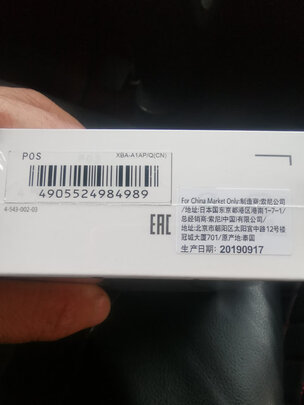 POS
XBA-A1AP/Q(CN)
4905524984989
4-543-002-03
EAC
For China Market Only:制造商:索尼公司
/地址:日本国东京都港区港南1-7-1/
总经销商:索尼(中国)有限公司/
地址:北京市朝阳区太阳宫中路12号楼
冠城大厦701/原产地:泰国
生产日期: 20190917